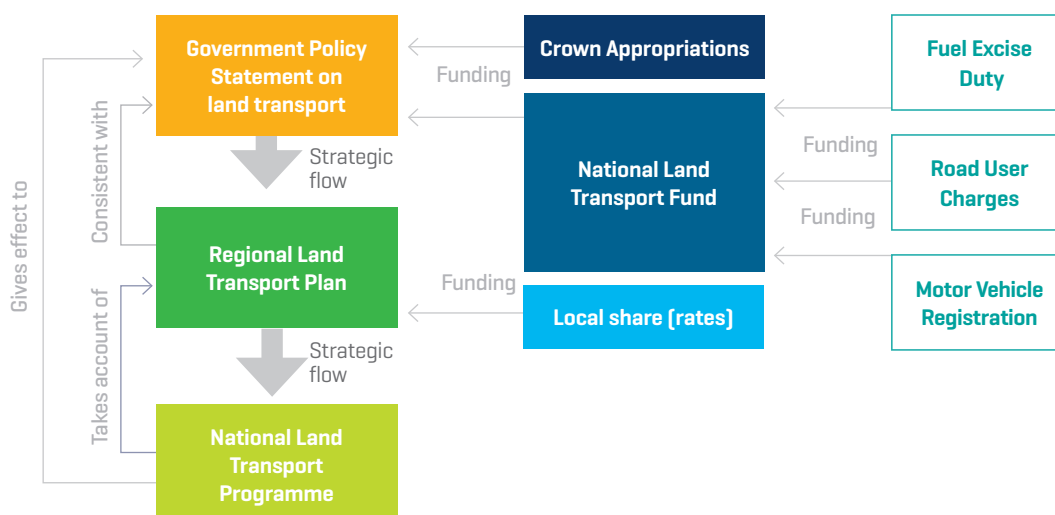 Government Policy
Statement on
land transport
Crown Appropriations
Fuel Excise
Duty
Funding
Consistent with
Strategic
flow
National Land
Transport Fund
Funding
Road User
Charges
Funding
Gives effect to
Regional Land
Transport Plan
Funding
Local share (rates)
Motor Vehicle
Registration
Takes account of
Strategic
flow
National Land
Transport
Programme